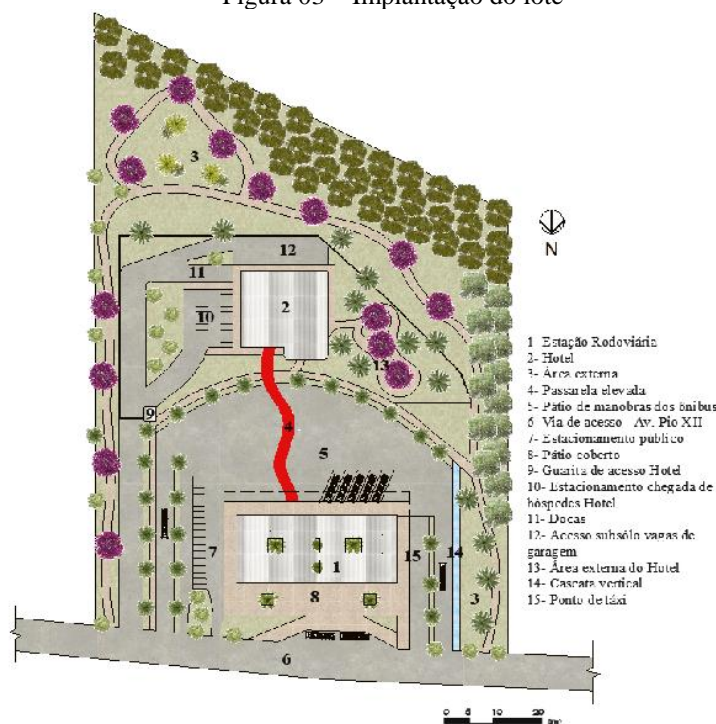 Figura 03 – Implantação do lote
3
12
11
2
10
13
9
4
5
7
1
15
14
8
3
6
N
1 Estação Rodoviária
2- Hotel
3- Área externa
4- Passarela elevada
5- Pátio de manobras dos ônibus
6 Via de acesso - Av. Pio XII
7- Estacionamento publico
8- Pátio coberto
9- Guarita de acesso Hotel
10- Estacionamento chegada de
hóspedes Hotel
11- Docas
12- Acesso subsólo vagas de
garagem
13- Área externa do Hotel
14- Cascata vertical
15- Ponto de táxi
0 5 10 20